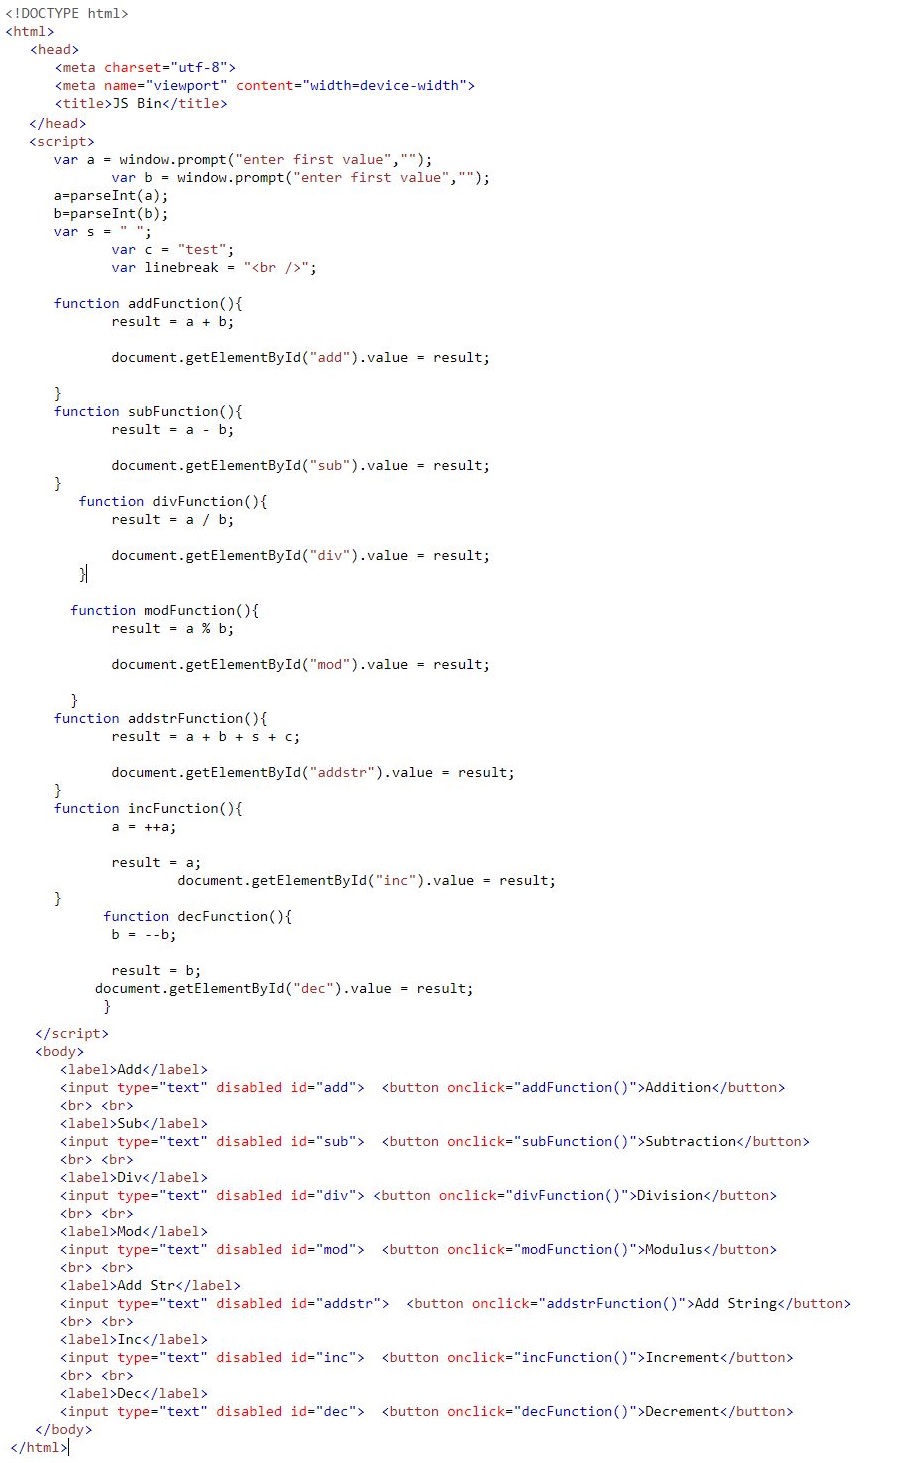 <!DOCTYPE html>
<html>
<head>
<meta charset="utf-8">
<meta name="viewport" content="width=device-width">
<title>JS Bin</title>
</head>
<script>
var a = window.prompt("enter first value","");
var b = window.prompt("enter first value","");
a=parseInt(a);
b=parseInt(b);
var s = " ";
var c = "test";
var linebreak = "<br />";
function addFunction(){
result = a + b;
document.getElementById("add").value = result;
}
function subFunction(){
result = a - b;
document.getElementById("sub").value = result;
}
function divFunction(){
result = a / b;
document.getElementById("div").value = result;
}
function modFunction(){
result = a % b;
document.getElementById("mod").value = result;
}
function addstrFunction(){
result = a + b + s + c;
document.getElementById("addstr").value = result;
}
function incFunction(){
a = ++a;
result = a;
document.getElementById("inc").value = result;
}
function decFunction(){
b = --b;
result = b;
document.getElementById("dec").value = result;
}
</script>
<body>
<label>Add</label>
<input type="text" disabled id="add">  <button onclick="addFunction()">Addition</button>
<br> <br>
<label>Sub</label>
<input type="text" disabled id="sub">  <button onclick="subFunction()">Subtraction</button>
<br> <br>
<label>Div</label>
<input type="text" disabled id="div"> <button onclick="divFunction()">Division</button>
<br> <br>
<label>Mod</label>
<input type="text" disabled id="mod">  <button onclick="modFunction()">Modulus</button>
<br> <br>
<label>Add Str</label>
<input type="text" disabled id="addstr">  <button onclick="addstrFunction()">Add String</button>
<br> <br>
<label>Inc</label>
<input type="text" disabled id="inc">  <button onclick="incFunction()">Increment</button>
<br> <br>
<label>Dec</label>
<input type="text" disabled id="dec">  <button onclick="decFunction()">Decrement</button>
</body>
</html>